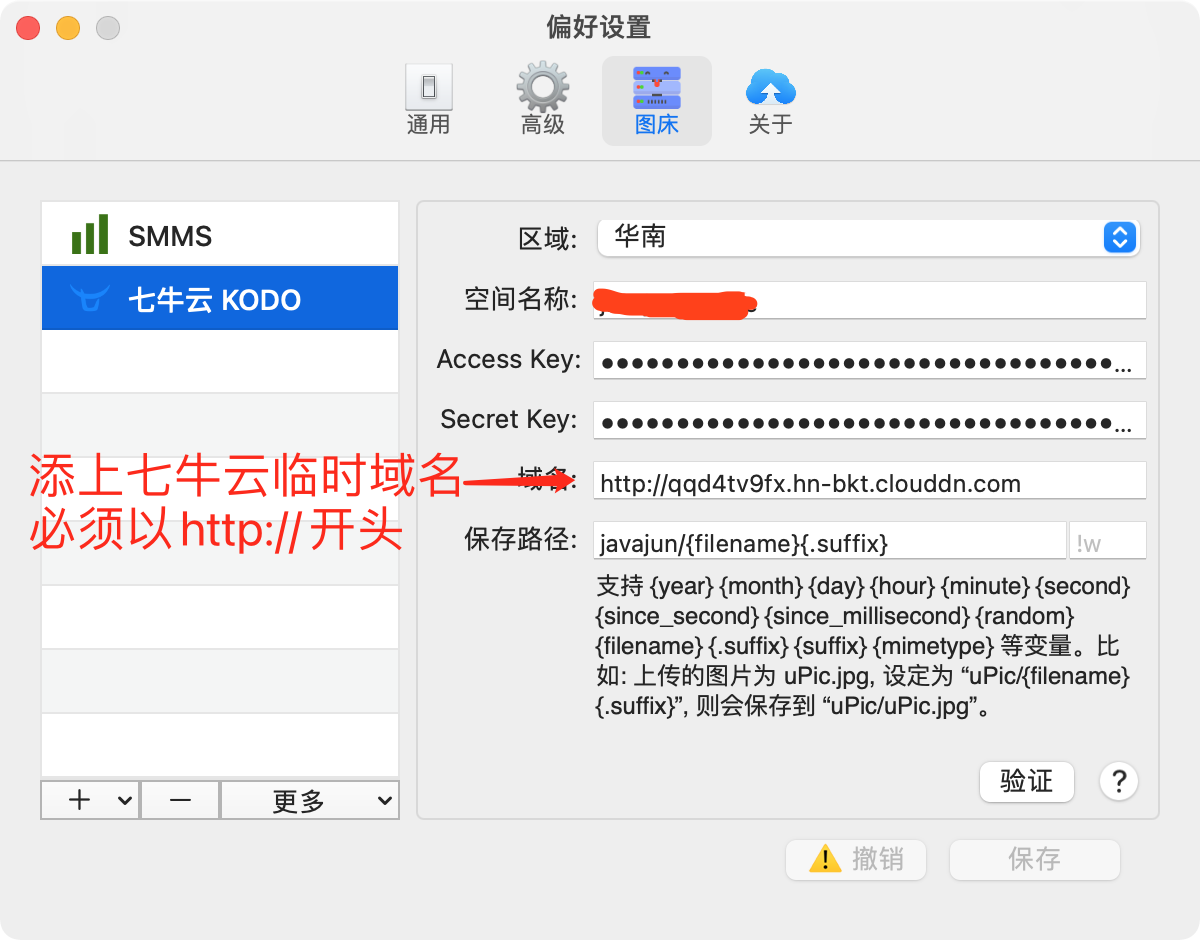 偏好设置
通用
高级
图床
关于
SMMS
七牛云 KODO
更多
区域:
华南
空间名称:
Access Key:
Secret Key:
域名:
http://qqd4tv9fx.hn-bkt.clouddn.com
添上七牛云临时域名
必须以http://开头
保存路径:
javajun/{filename}{.suffix}
!w
支持 {year} {month} {day} {hour} {minute} {second}
{since_second} {since_millisecond} {random}
{filename} {.suffix} {suffix} {mimetype} 等变量。比
如: 上传的图片为 uPic.jpg, 设定为 “uPic/{filename}
{.suffix}”, 则会保存到 “uPic/uPic.jpg”。
验证
?
撤销
保存